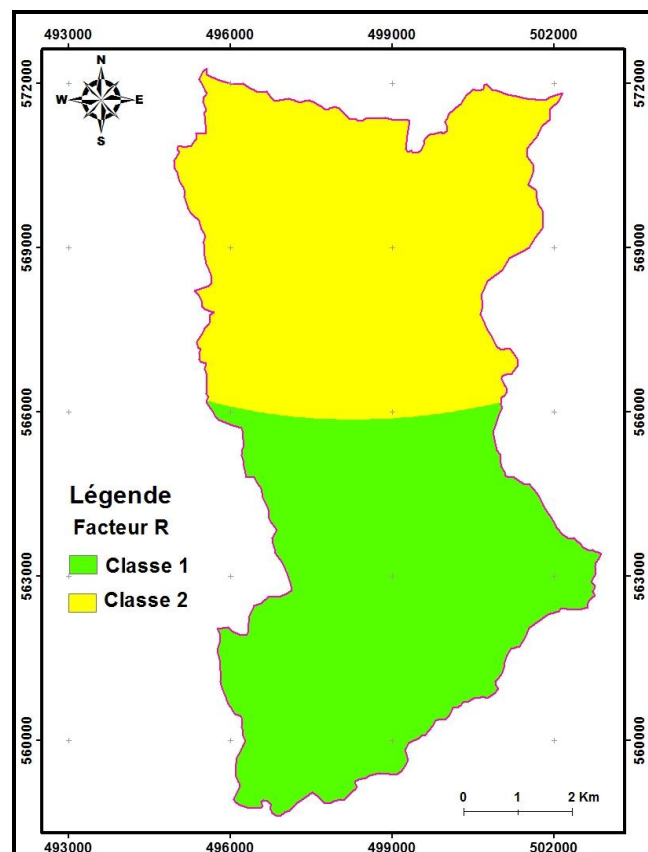 493000 496000 499000 502000
N
W E
S
572000 572000
569000 569000
566000 566000
Légende
Facteur R
Classe 1
Classe 2
563000 563000
560000 560000
0 1 2 Km
493000 496000 499000 502000